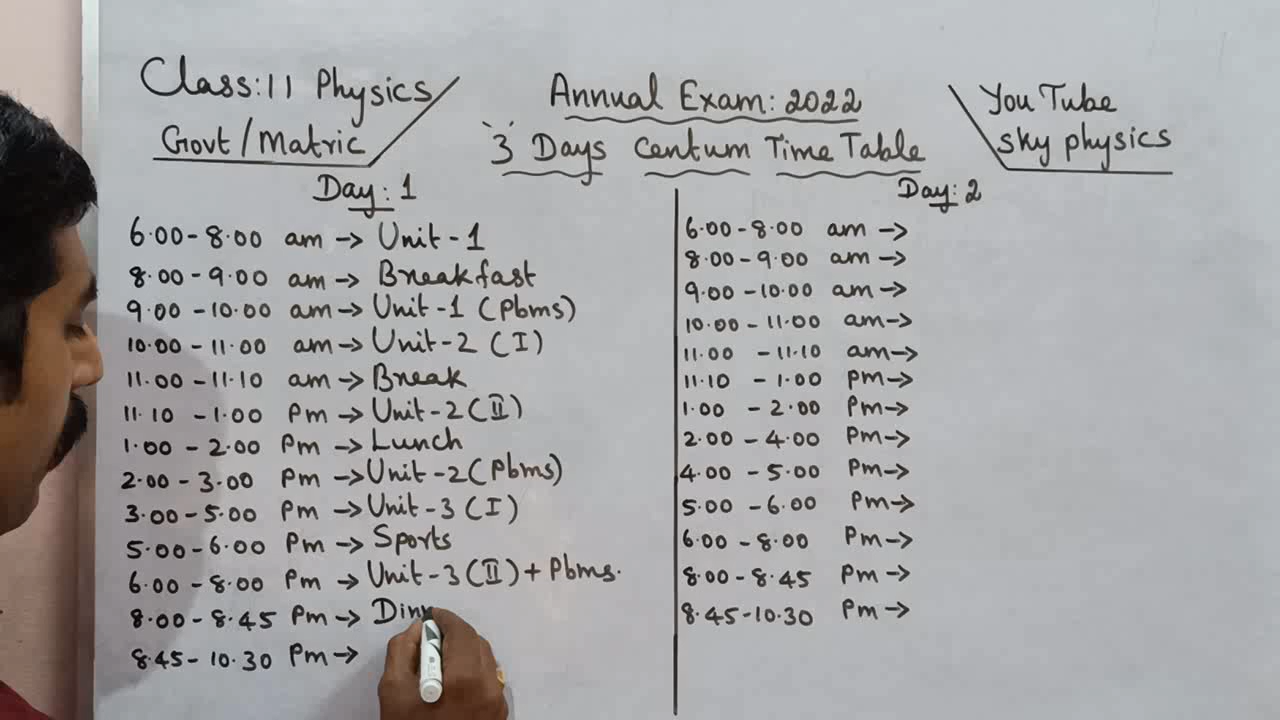 Class:11 Physics
Govt/Matric
Annual Exam: 2022
'3' Days Centum Time Table
YouTube
sky physics
Day: 1
6.00-8.00 am → Unit-1
8.00-9.00 am → Breakfast
9.00-10.00 am → Unit-1 (Pbms)
10.00-11.00 am → Unit-2 (I)
11.00-11.10 am → Break
11.10-1.00 Pm → Unit-2 (II)
1.00-2.00 Pm → Lunch
2.00-3.00 Pm → Unit-2 (Pbms)
3.00-5.00 Pm → Unit-3 (I)
5.00-6.00 Pm → Sports
6.00-8.00 Pm → Unit-3 (II) + Pbms.
8.00-8.45 Pm → Din
8.45-10.30 Pm →
Day: 2
6.00-8.00 am →
8.00-9.00 am →
9.00-10.00 am →
10.00-11.00 am →
11.00-11.10 am →
11.10-1.00 Pm →
1.00-2.00 Pm →
2.00-4.00 Pm →
4.00-5.00 Pm →
5.00-6.00 Pm →
6.00-8.00 Pm →
8.00-8.45 Pm →
8.45-10.30 Pm →